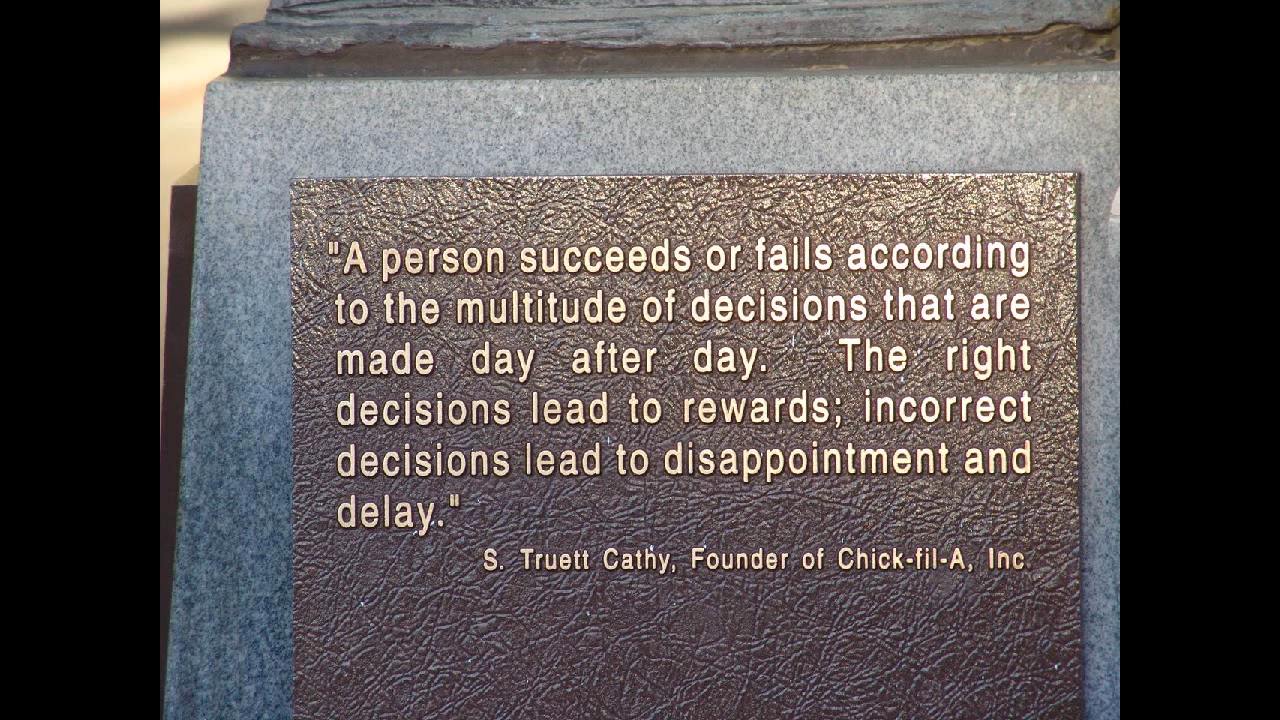 "A person succeeds or fails according
to the multitude of decisions that are
made day after day. The right
decisions lead to rewards; incorrect
decisions lead to disappointment and
delay."
S. Truett Cathy, Founder of Chick-fil-A, Inc